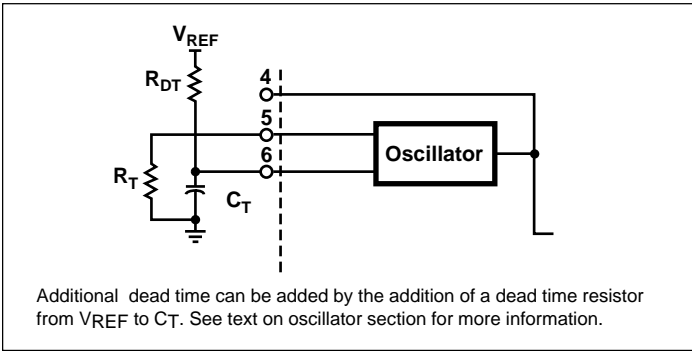 VREF
RDT
4
5
6
Oscillator
RT
CT
Additional dead time can be added by the addition of a dead time resistor
from VREF to CT. See text on oscillator section for more information.